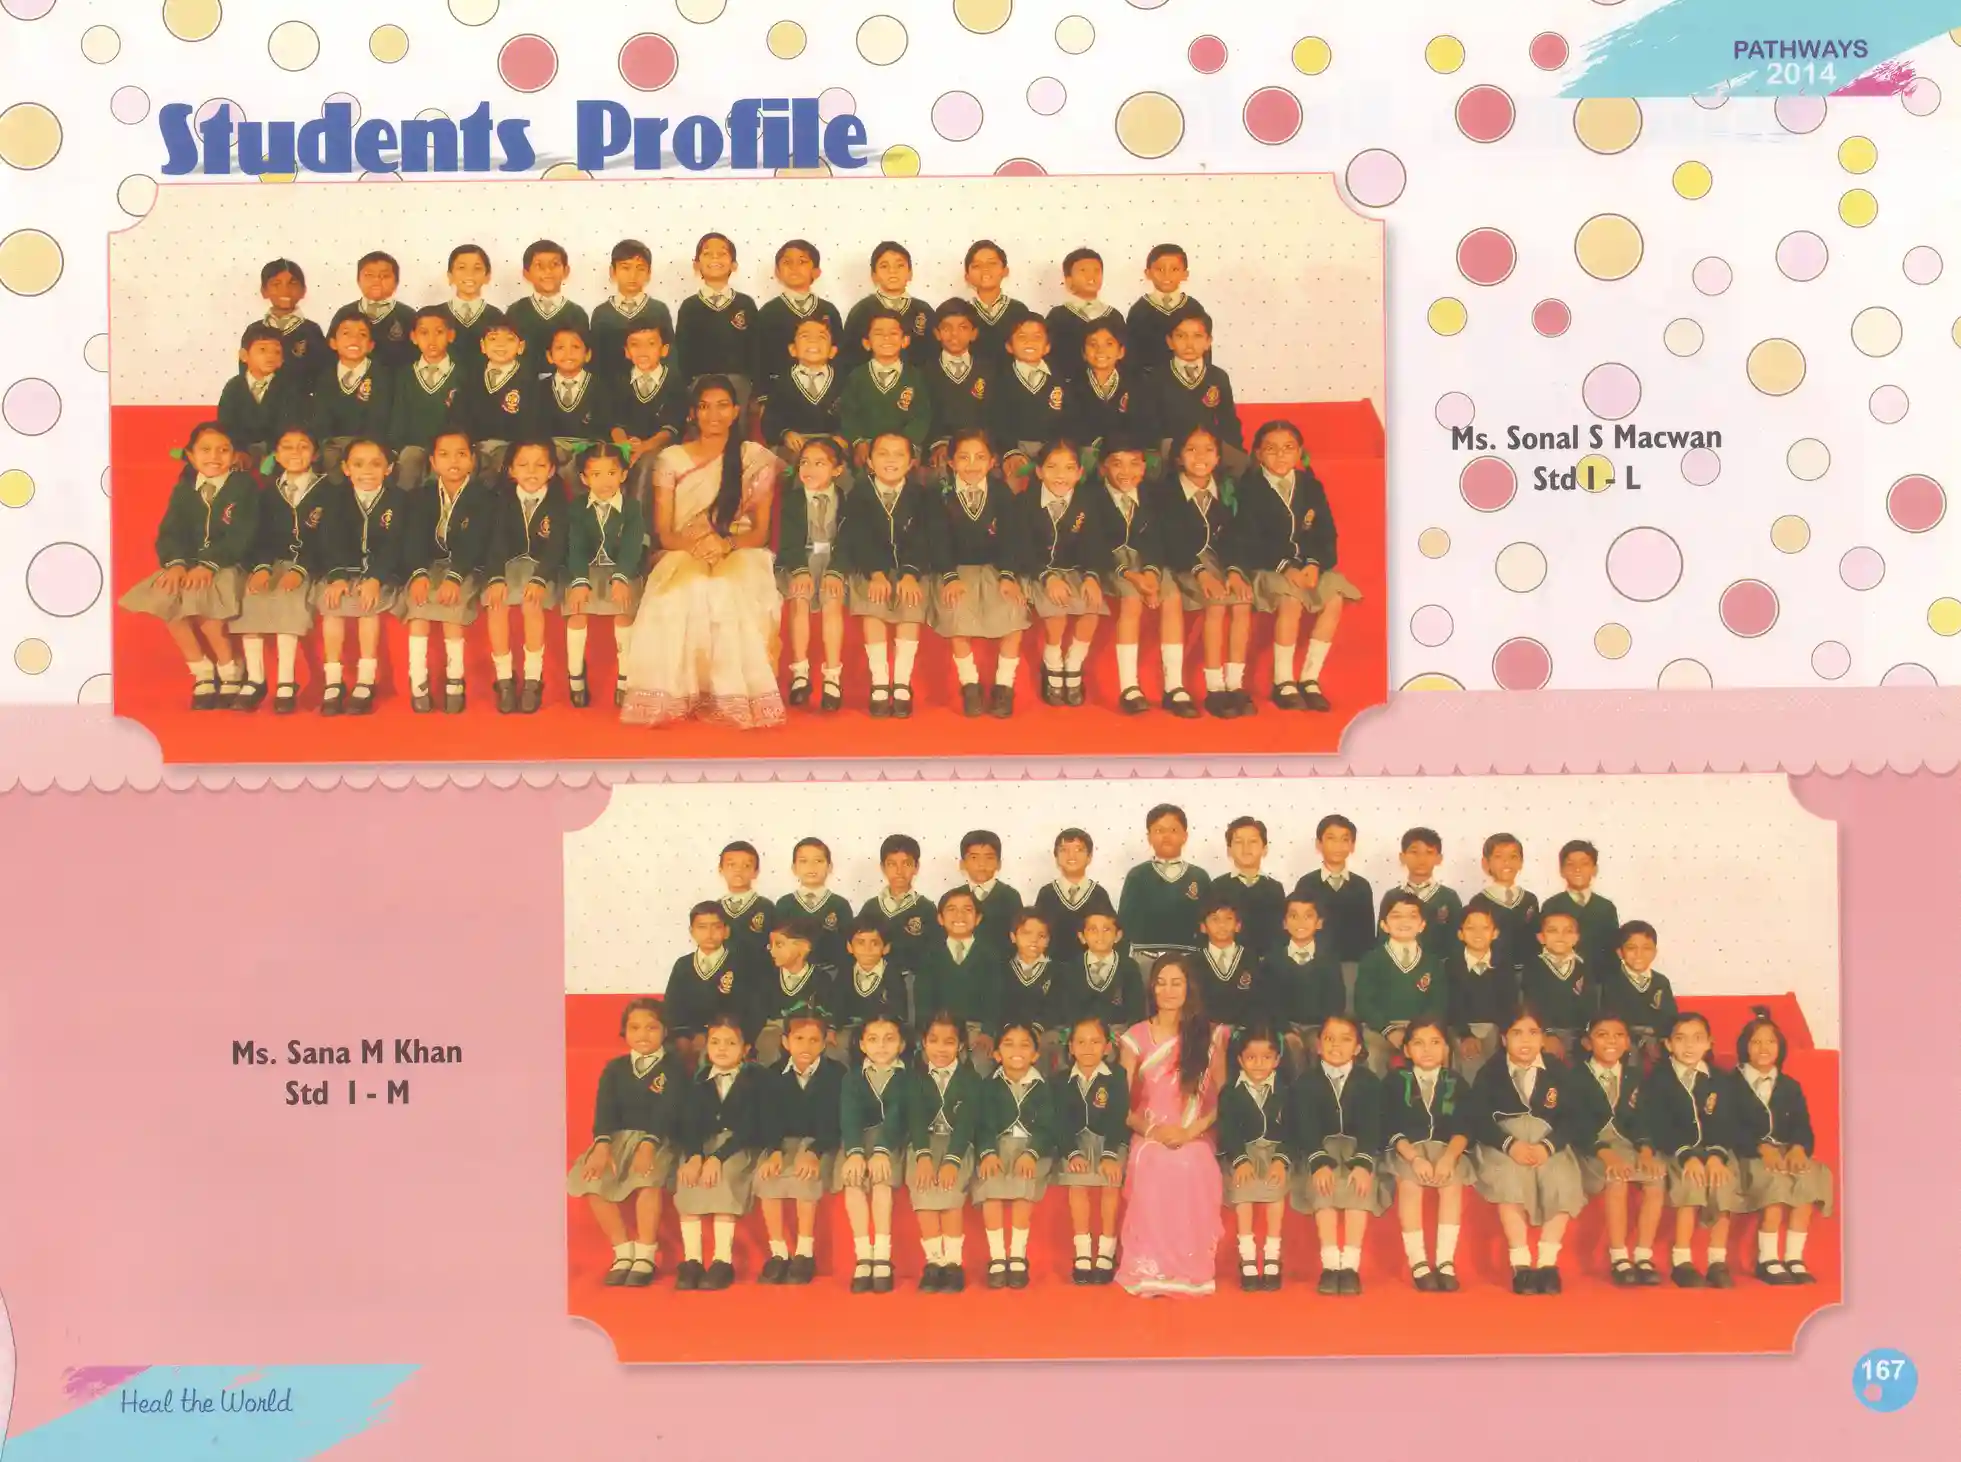 PATHWAYS
2014
Students Profile
Ms. Sonal S Macwan
Std I - L
Ms. Sana M Khan
Std I - M
Heal the World
167